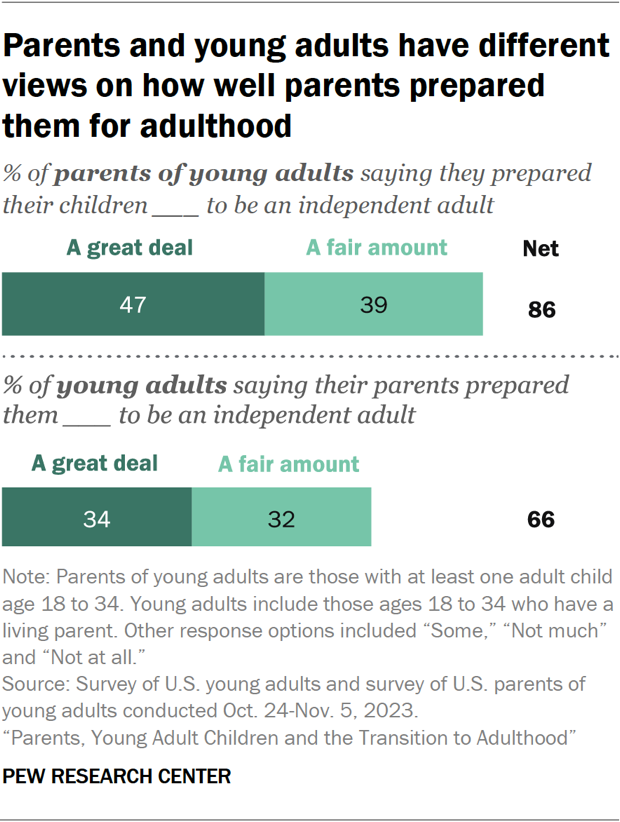 Parents and young adults have different
views on how well parents prepared
them for adulthood
% of parents of young adults saying they prepared
their children ___ to be an independent adult
A great deal A fair amount Net
47 39 86
% of young adults saying their parents prepared
them ___ to be an independent adult
A great deal A fair amount
34 32 66
Note: Parents of young adults are those with at least one adult child
age 18 to 34. Young adults include those ages 18 to 34 who have a
living parent. Other response options included “Some,” “Not much”
and “Not at all.”
Source: Survey of U.S. young adults and survey of U.S. parents of
young adults conducted Oct. 24-Nov. 5, 2023.
“Parents, Young Adult Children and the Transition to Adulthood”
PEW RESEARCH CENTER